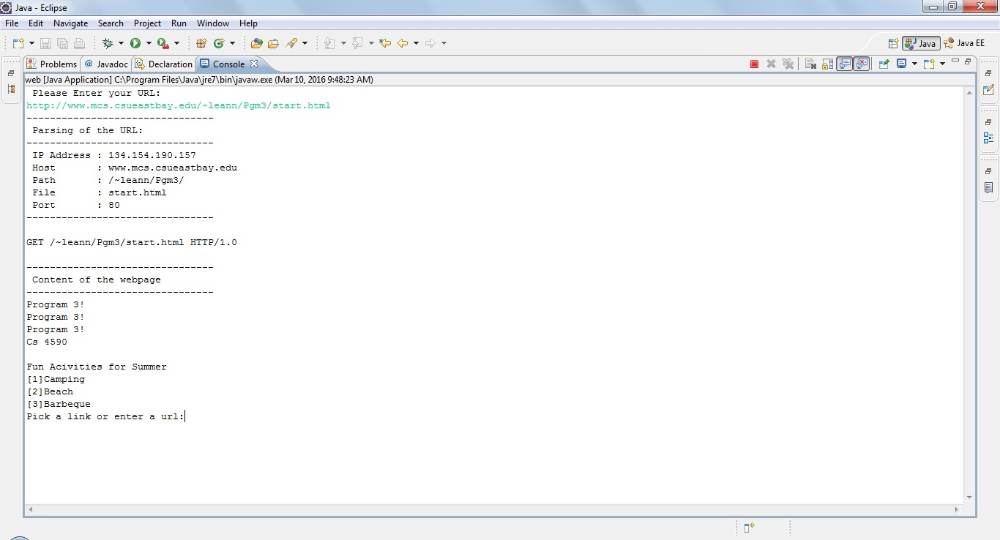 Java - Eclipse
File Edit Navigate Search Project Run Window Help
Java Java EE
Problems @ Javadoc Declaration Console
web [Java Application] C:\Program Files\Java\jre7\bin\javaw.exe (Mar 10, 2016 9:48:23 AM)
Please Enter your URL:
http://www.mcs.csueastbay.edu/~leann/Pgm3/start.html
--------------------------------
Parsing of the URL:
--------------------------------
IP Address : 134.154.190.157
Host : www.mcs.csueastbay.edu
Path : /~leann/Pgm3/
File : start.html
Port : 80
--------------------------------
GET /~leann/Pgm3/start.html HTTP/1.0
--------------------------------
Content of the webpage
--------------------------------
Program 3!
Program 3!
Program 3!
Cs 4590
Fun Acivities for Summer
[1]Camping
[2]Beach
[3]Barbeque
Pick a link or enter a url: